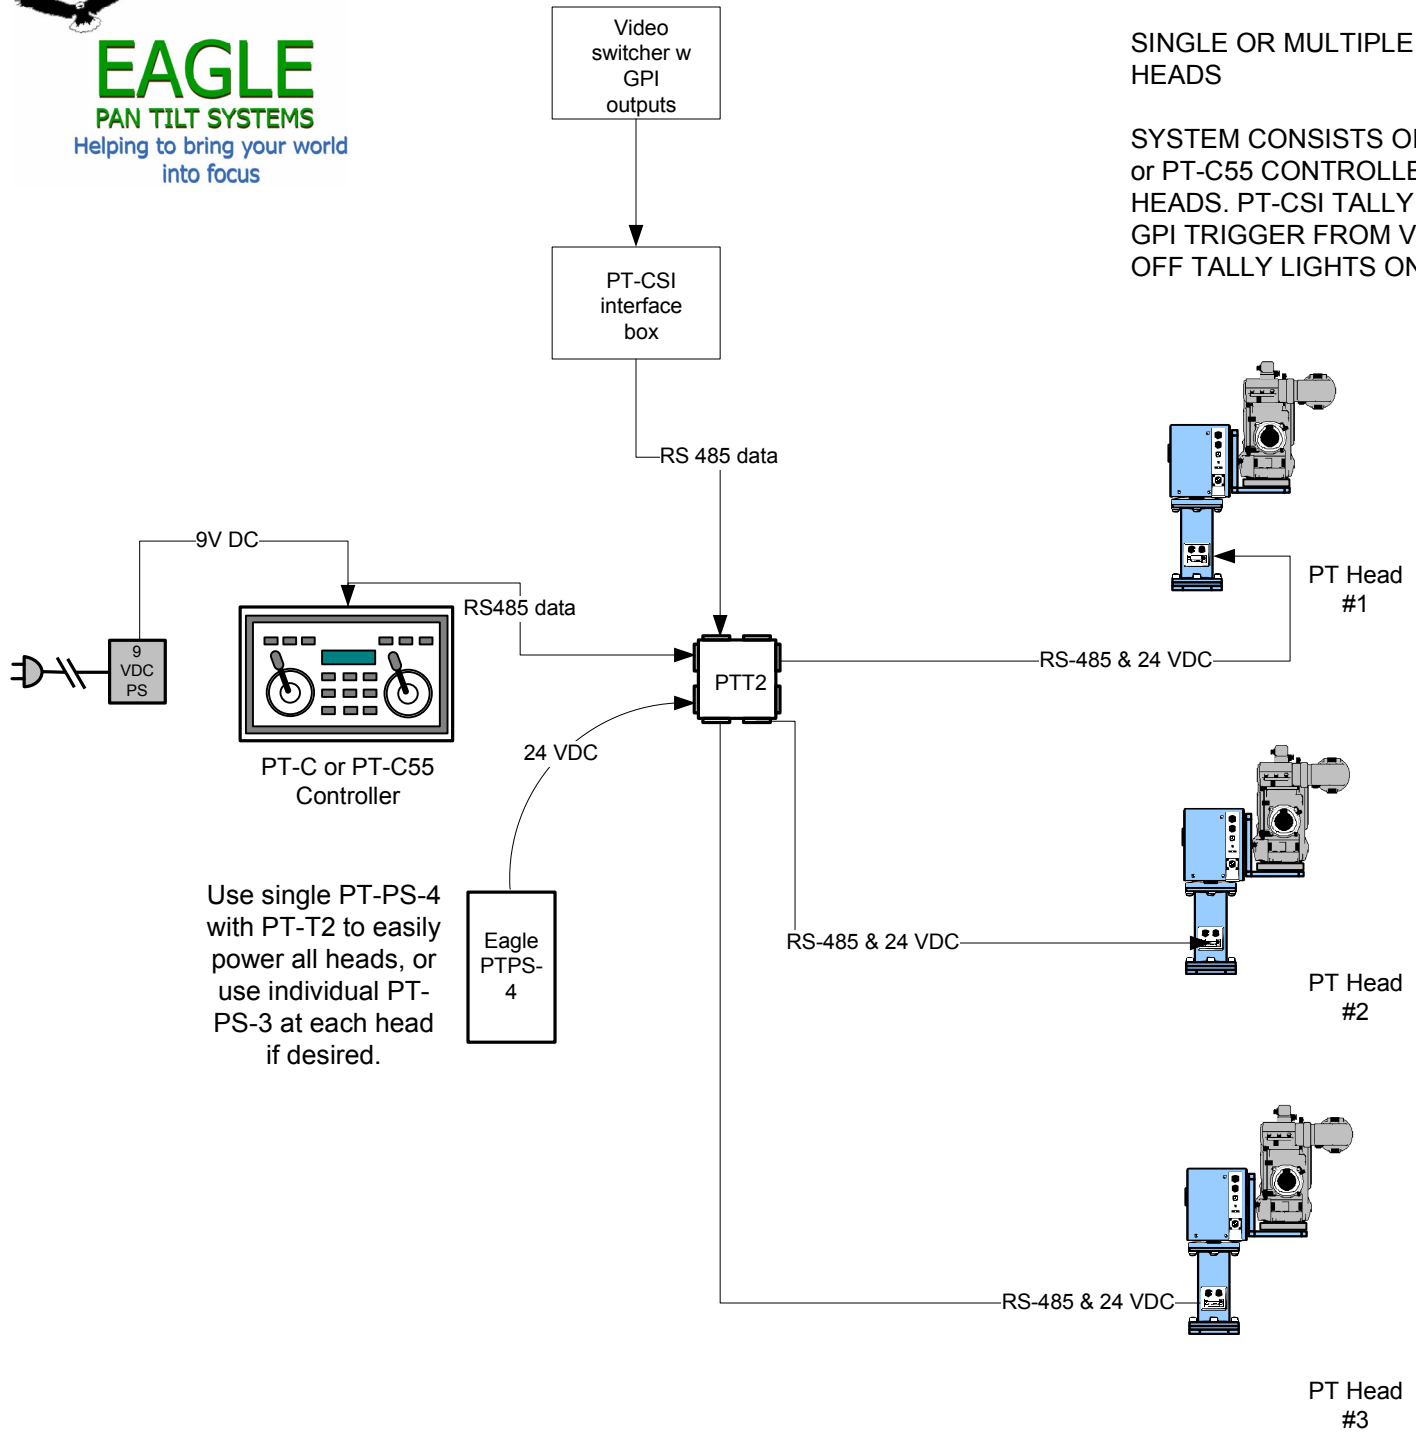 EAGLE
PAN TILT SYSTEMS
Helping to bring your world
into focus
Video
switcher w
GPI
outputs
SINGLE OR MULTIPLE
HEADS
SYSTEM CONSISTS
or PT-C55
HEADS. PT-CSI TALLY
GPI TRIGGER FROM
OFF TALLY LIGHTS
PT-CSI
interface
box
RS 485 data
9V DC
RS485 data
9
VDC
PS
PTT2
RS-485 & 24 VDC
PT Head
#1
PT-C or PT-C55
Controller
24 VDC
Use single PT-PS-4
with PT-T2 to easily
power all heads, or
use individual PT-
PS-3 at each head
if desired.
Eagle
PTPS-
4
RS-485 & 24 VDC
PT Head
#2
RS-485 & 24 VDC
PT Head
#3